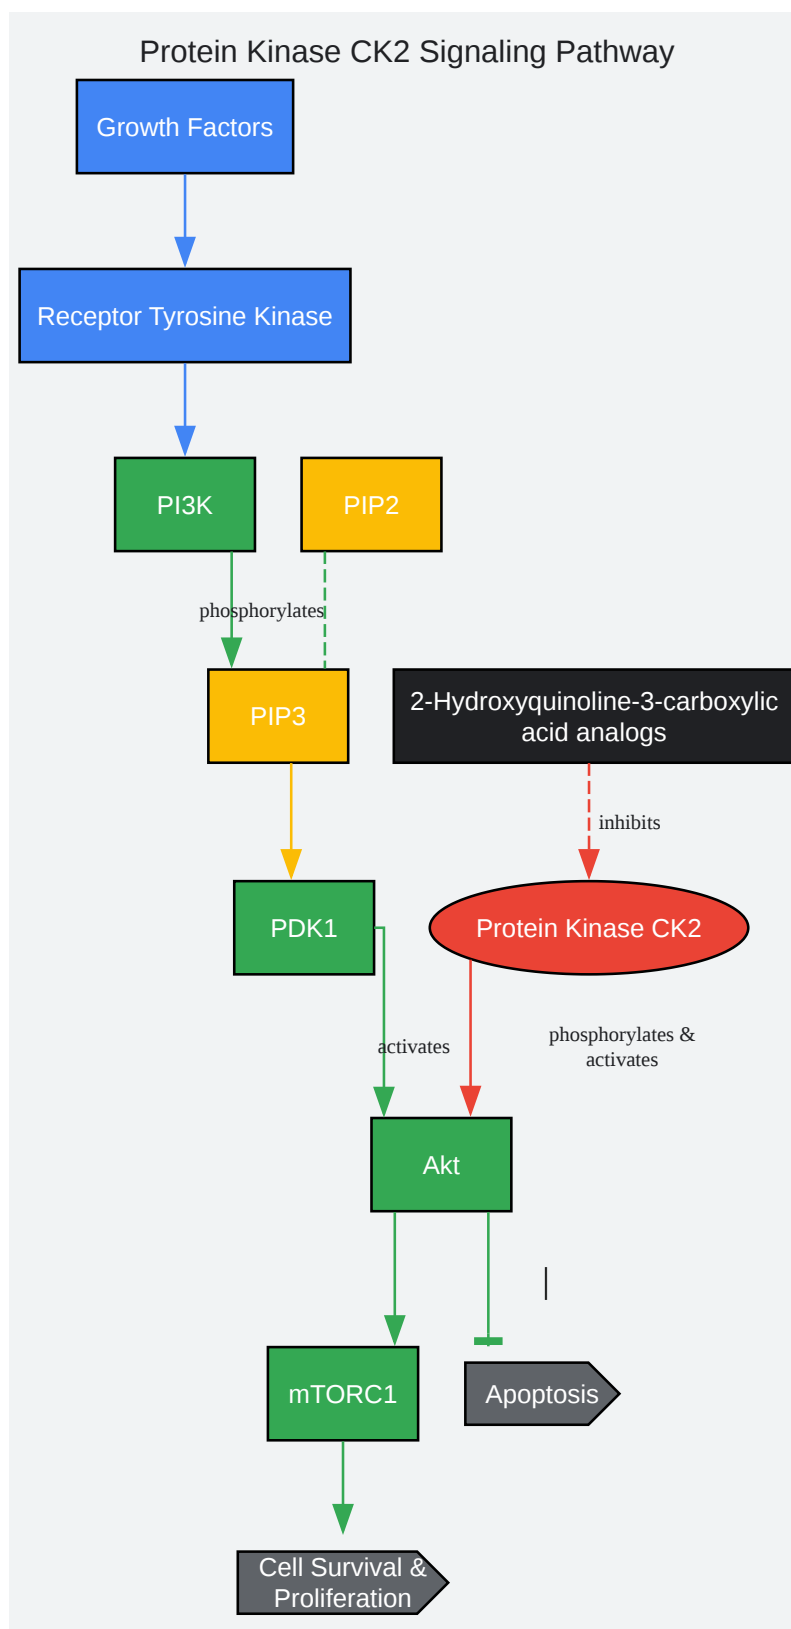 Protein Kinase CK2 Signaling Pathway
Growth Factors
Receptor Tyrosine Kinase
PI3K
PIP2
phosphorylates
PIP3
2-Hydroxyquinoline-3-carboxylic
acid analogs
inhibits
PDK1
Protein Kinase CK2
activates
phosphorylates &
activates
Akt
|
mTORC1
Apoptosis
Cell Survival &
Proliferation